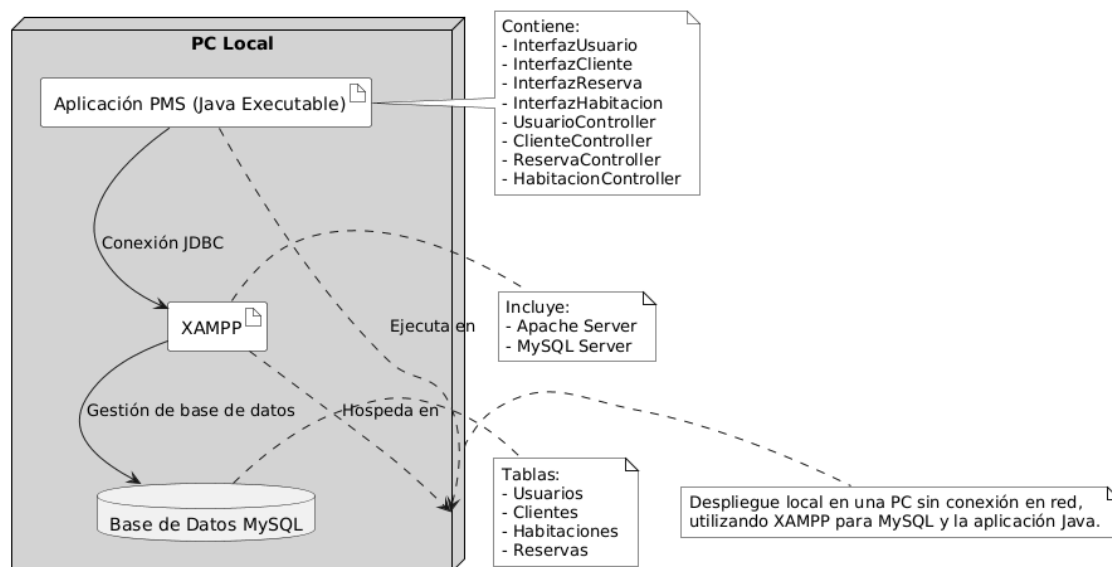 PC Local
Aplicación PMS (Java Executable)
Contiene:
- InterfazUsuario
- InterfazCliente
- InterfazReserva
- InterfazHabitacion
- UsuarioController
- ClienteController
- ReservaController
- HabitacionController
Conexión JDBC
XAMPP
Incluye:
- Apache Server
- MySQL Server
Ejecuta en
Gestión de base de datos
Hospeda en
Base de Datos MySQL
Tablas:
- Usuarios
- Clientes
- Habitaciones
- Reservas
Despliegue local en una PC sin conexión en red,
utilizando XAMPP para MySQL y la aplicación Java.